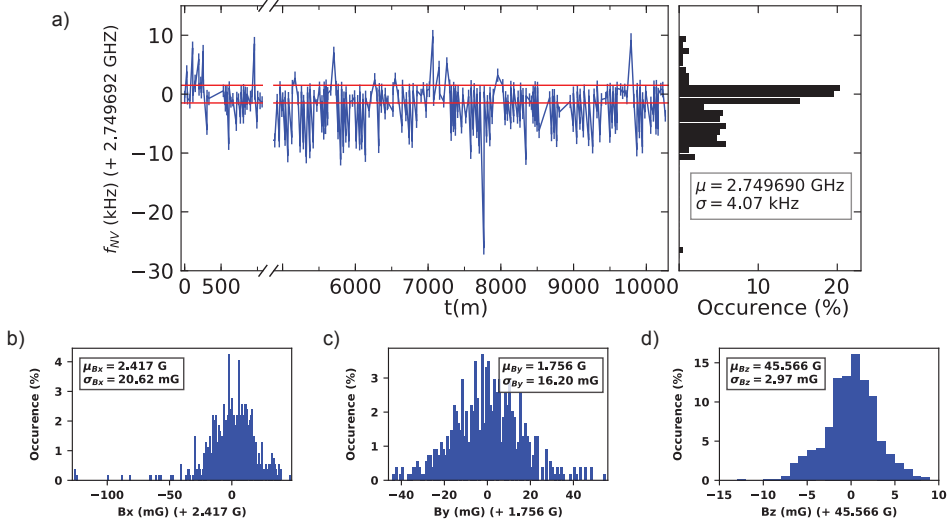 a)
f_NV (kHz) (+ 2.7496692 GHZ)
10
0
−10
−20
−30
0
500
6000
7000
8000
9000
10000
t(m)
μ = 2.749690 GHz
σ = 4.07 kHz
0
10
20
Occurence (%)
b)
Occurence (%)
4
3
2
1
0
μ_Bx = 2.417 G
σ_Bx = 20.62 mG
−100
−50
0
Bx (mG) (+ 2.417 G)
c)
Occurence (%)
3
2
1
0
μ_By = 1.756 G
σ_By = 16.20 mG
−40
−20
0
20
40
By (mG) (+ 1.756 G)
d)
Occurence (%)
15
10
5
0
μ_Bz = 45.566 G
σ_Bz = 2.97 mG
−15
−10
−5
0
5
10
Bz (mG) (+ 45.566 G)